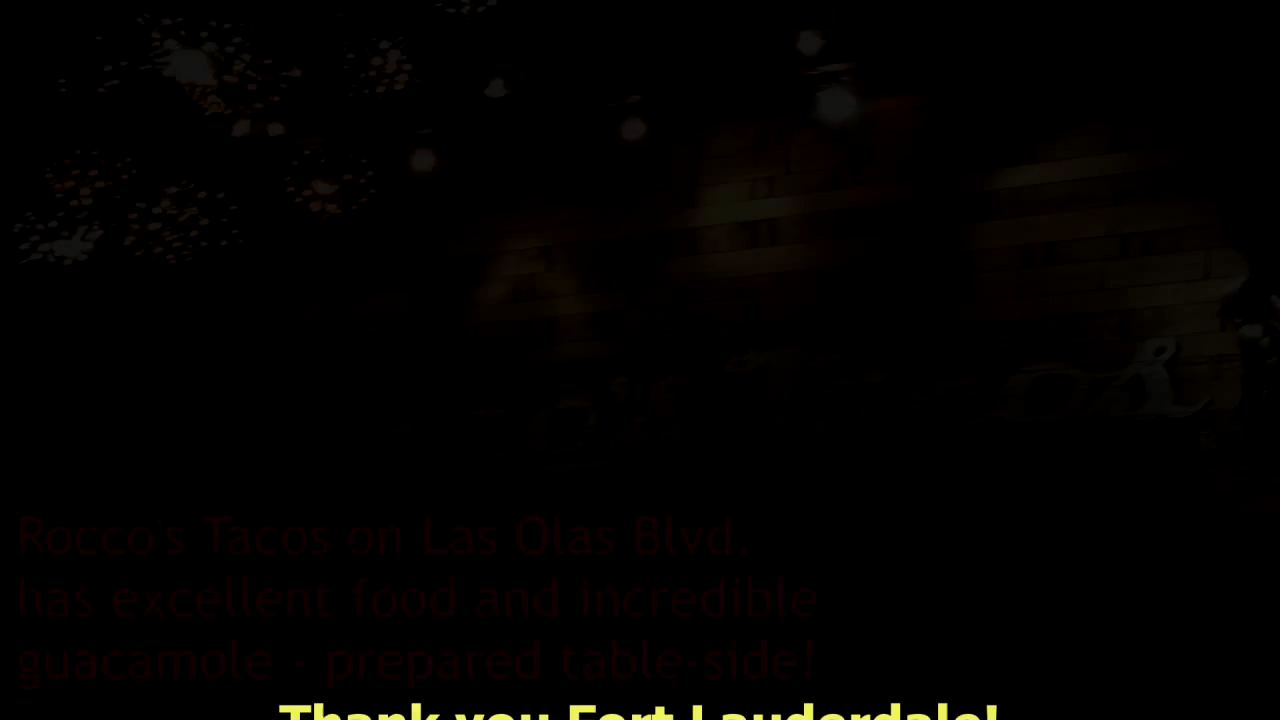 Rocco's Tacos on Las Olas Blvd.
has excellent food and incredible
guacamole - prepared table-side!
Thank you Fort Lauderdale!